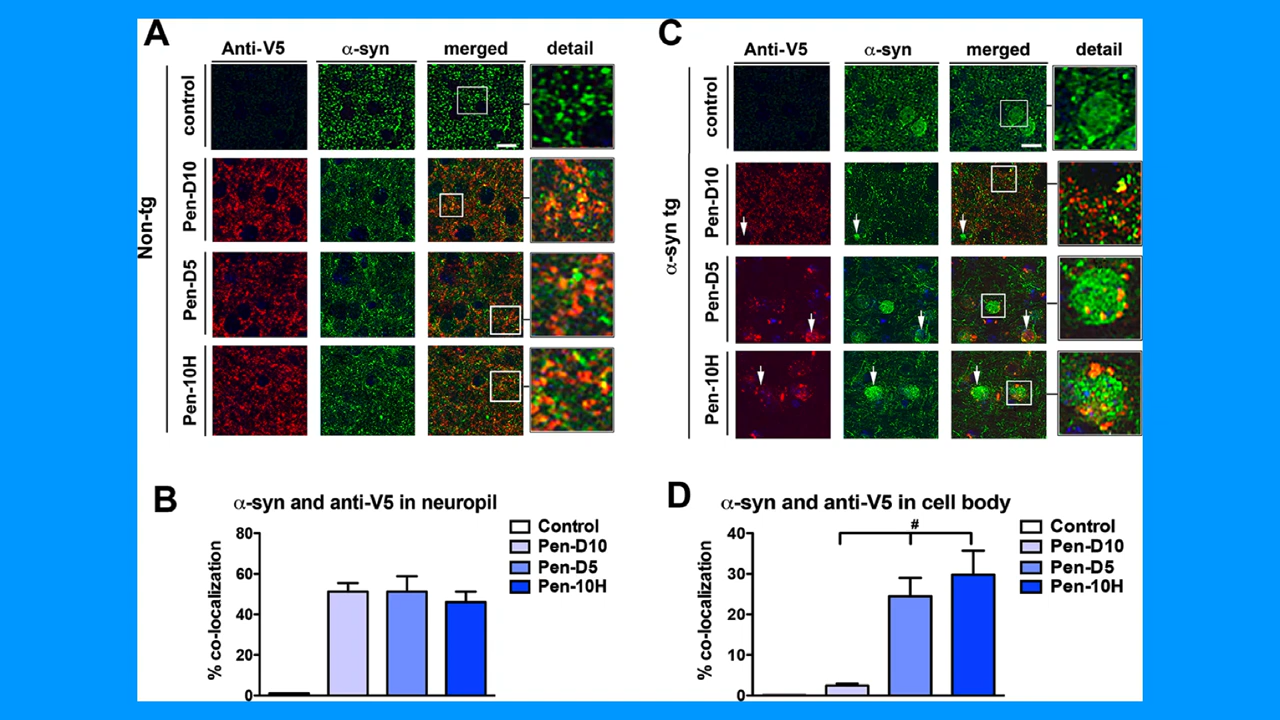 A
Anti-V5 α-syn merged detail
Non-tg
control
Pen-D10
Pen-D5
Pen-10H
C
Anti-V5 α-syn merged detail
α-syn tg
control
Pen-D10
Pen-D5
Pen-10H
B
α-syn and anti-V5 in neuropil
% co-localization
80
60
40
20
0
Control
Pen-D10
Pen-D5
Pen-10H
D
α-syn and anti-V5 in cell body
% co-localization
40
30
20
10
0
#
Control
Pen-D10
Pen-D5
Pen-10H